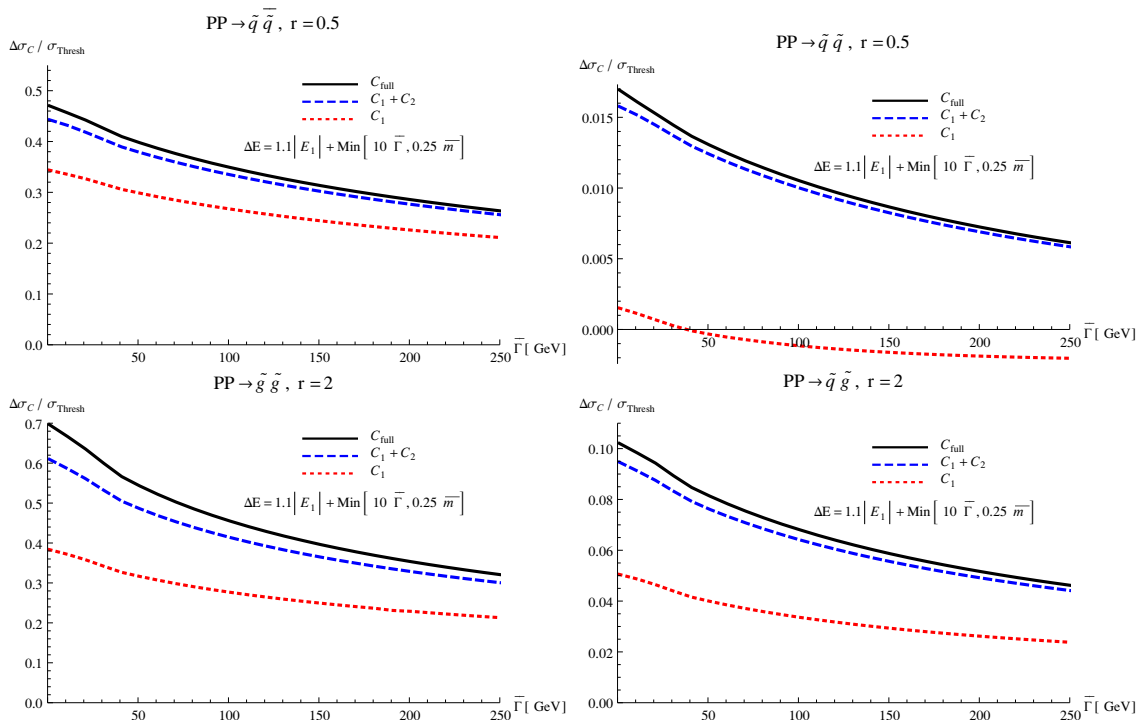 PP → q̃ q̃̅ , r = 0.5
Δσ_C / σ_Thresh
C_full
C_1 + C_2
C_1
ΔE = 1.1|E_1| + Min[ 10 Γ̅ , 0.25 m̅ ]
0.5
0.4
0.3
0.2
0.1
0.0
50
100
150
200
250
Γ̅ [ GeV]
PP → q̃ q̃ , r = 0.5
Δσ_C / σ_Thresh
C_full
C_1 + C_2
C_1
ΔE = 1.1|E_1| + Min[ 10 Γ̅ , 0.25 m̅ ]
0.015
0.010
0.005
0.000
50
100
150
200
250
Γ̅ [ GeV]
PP → g̃ g̃ , r = 2
Δσ_C / σ_Thresh
C_full
C_1 + C_2
C_1
ΔE = 1.1|E_1| + Min[ 10 Γ̅ , 0.25 m̅ ]
0.7
0.6
0.5
0.4
0.3
0.2
0.1
0.0
50
100
150
200
250
Γ̅ [ GeV]
PP → q̃ g̃ , r = 2
Δσ_C / σ_Thresh
C_full
C_1 + C_2
C_1
ΔE = 1.1|E_1| + Min[ 10 Γ̅ , 0.25 m̅ ]
0.10
0.08
0.06
0.04
0.02
0.00
50
100
150
200
250
Γ̅ [ GeV]